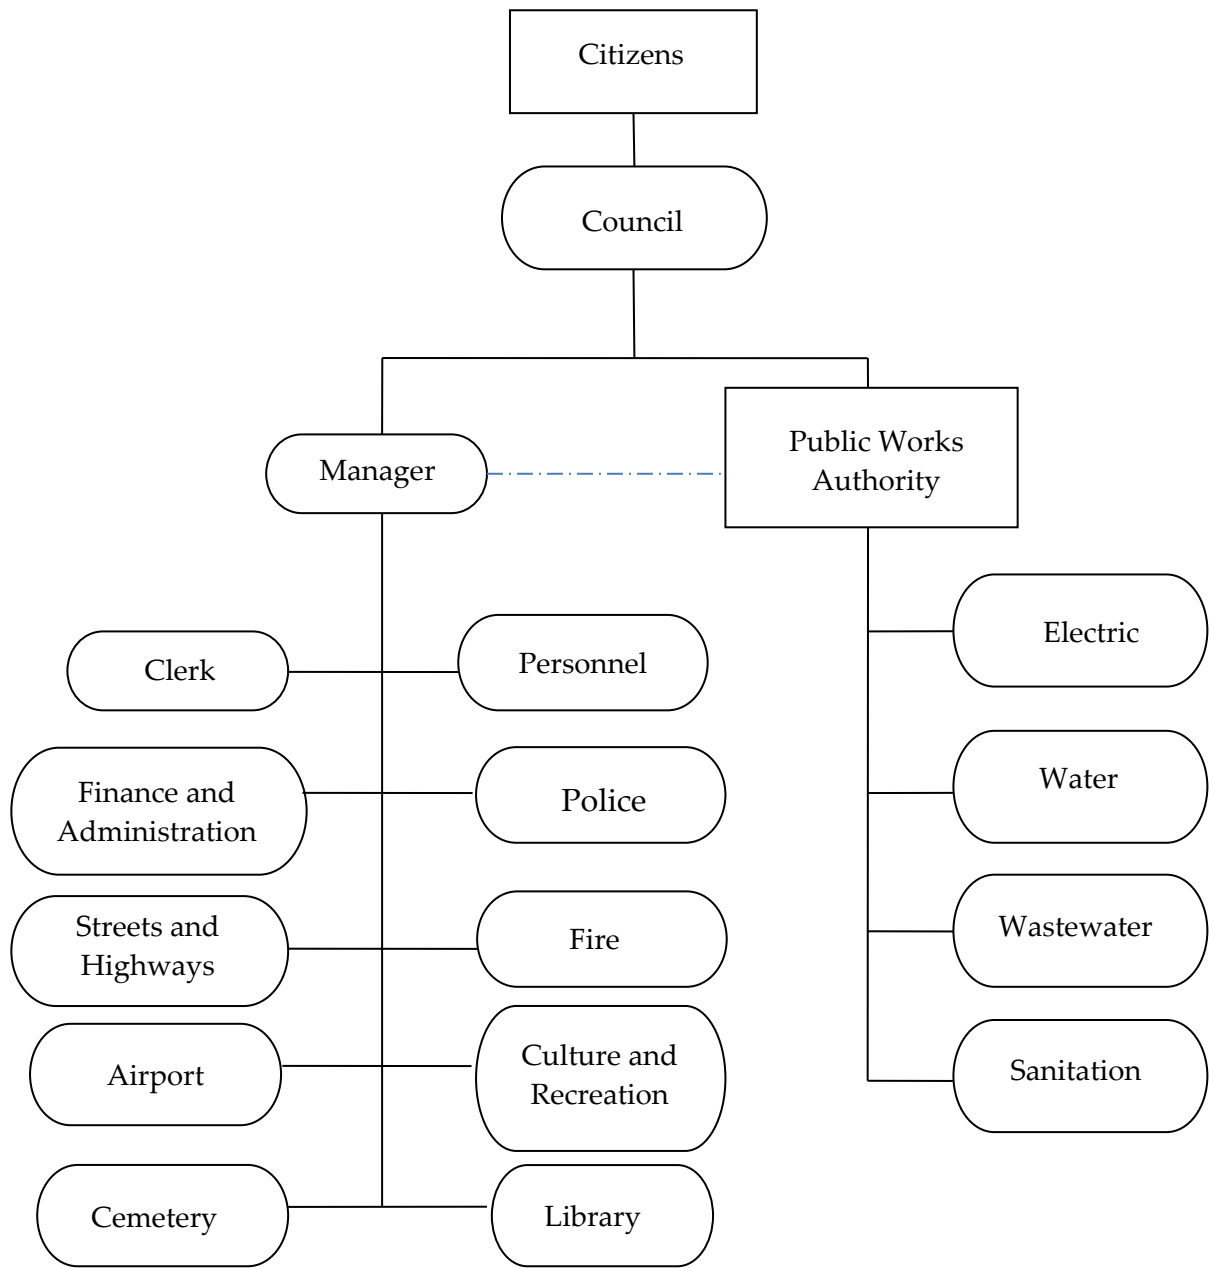 Citizens
Council
Manager
Public Works
Authority
Clerk
Personnel
Electric
Finance and
Administration
Police
Water
Streets and
Highways
Fire
Wastewater
Airport
Culture and
Recreation
Sanitation
Cemetery
Library